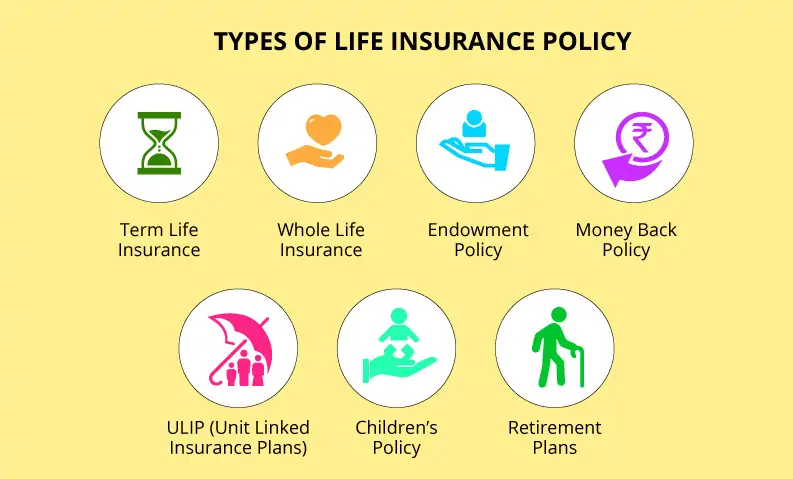 TYPES OF LIFE INSURANCE POLICY
Term Life
Insurance
Whole Life
Insurance
Endowment
Policy
₹
Money Back
Policy
ULIP (Unit Linked
Insurance Plans)
Children’s
Policy
Retirement
Plans